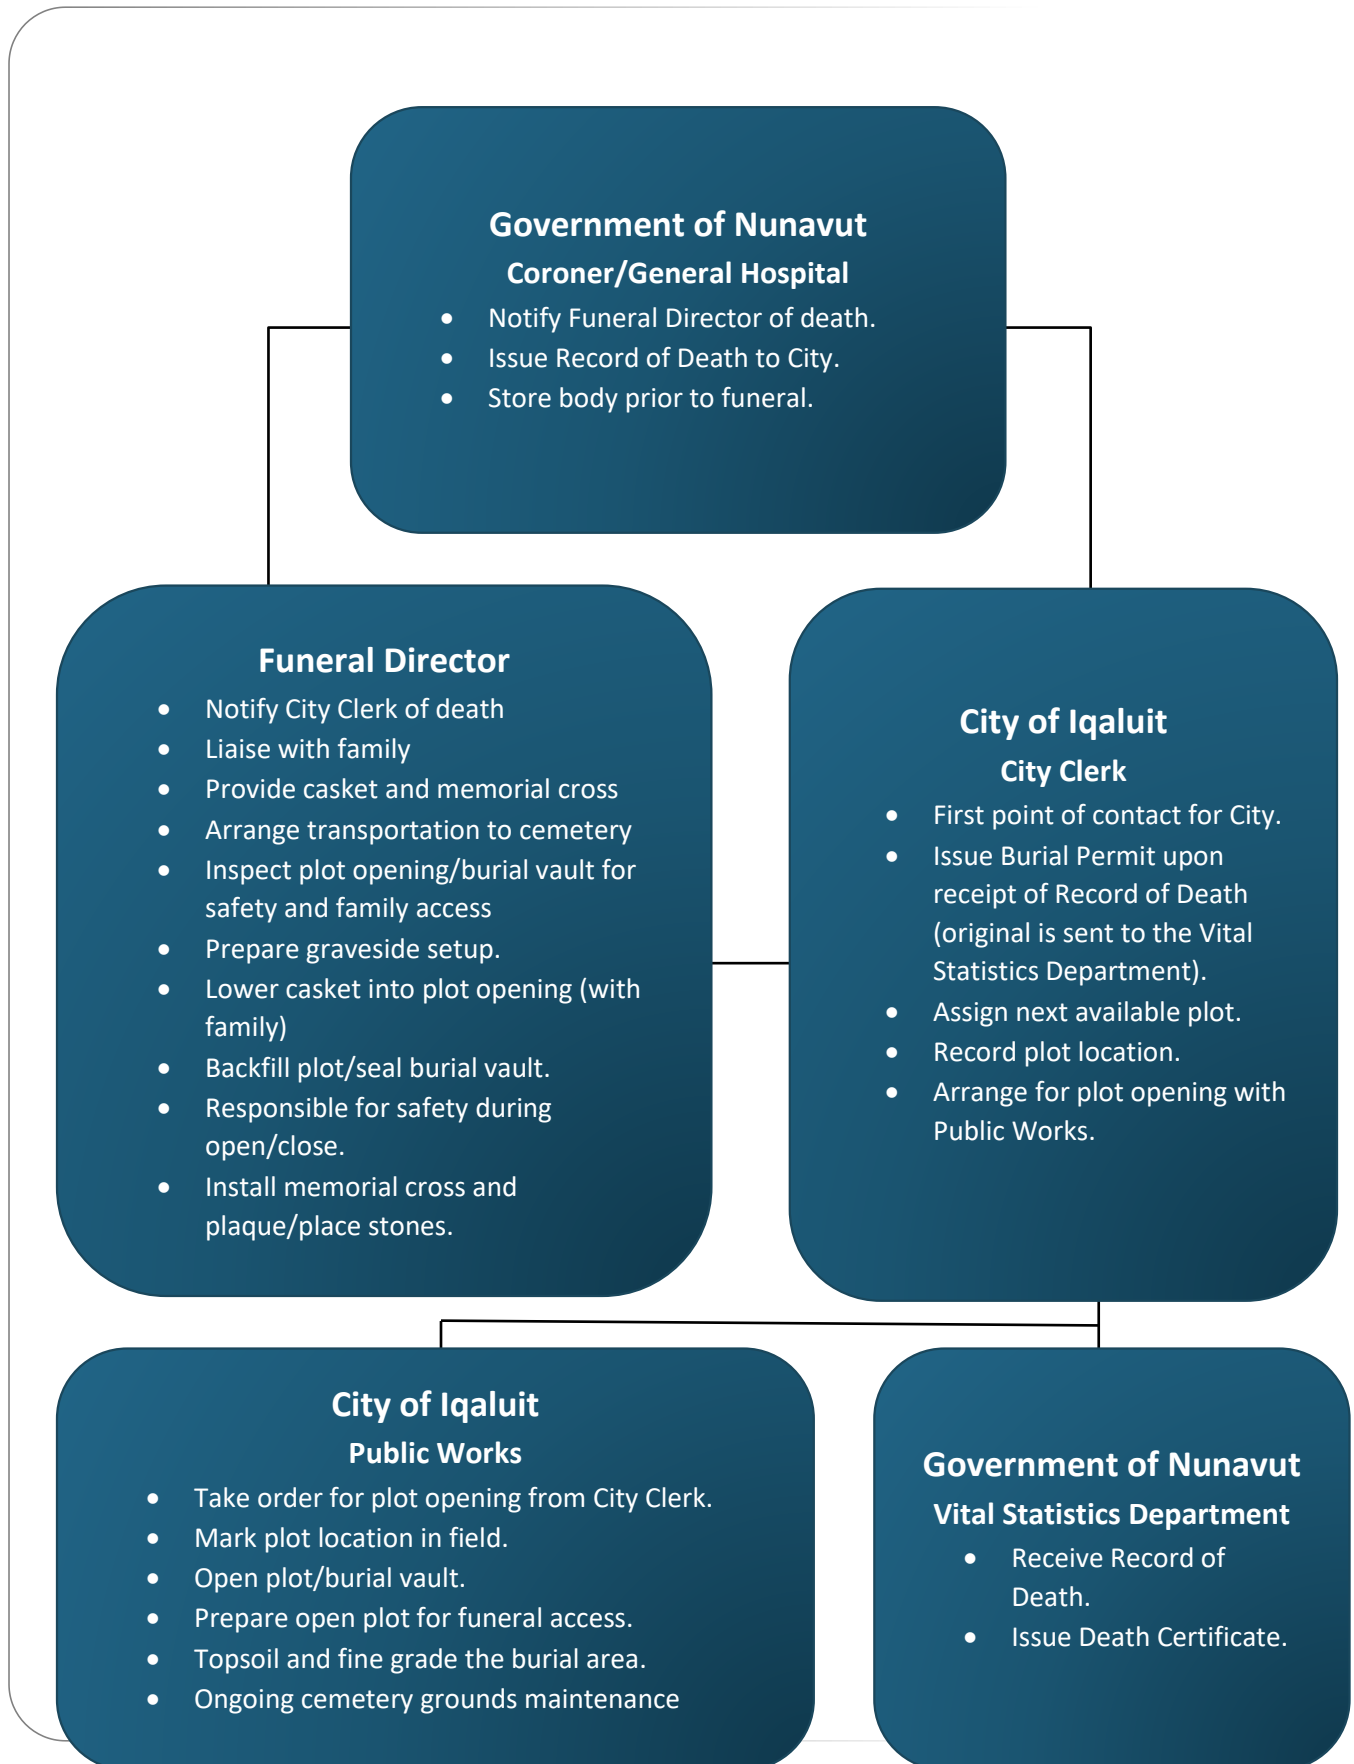 Government of Nunavut
Coroner/General Hospital
• Notify Funeral Director of death.
• Issue Record of Death to City.
• Store body prior to funeral.
Funeral Director
• Notify City Clerk of death
• Liaise with family
• Provide casket and memorial cross
• Arrange transportation to cemetery
• Inspect plot opening/burial vault for
safety and family access
• Prepare graveside setup.
• Lower casket into plot opening (with
family)
• Backfill plot/seal burial vault.
• Responsible for safety during
open/close.
• Install memorial cross and
plaque/place stones.
City of Iqaluit
City Clerk
• First point of contact for City.
• Issue Burial Permit upon
receipt of Record of Death
(original is sent to the Vital
Statistics Department).
• Assign next available plot.
• Record plot location.
• Arrange for plot opening with
Public Works.
City of Iqaluit
Public Works
• Take order for plot opening from City Clerk.
• Mark plot location in field.
• Open plot/burial vault.
• Prepare open plot for funeral access.
• Topsoil and fine grade the burial area.
• Ongoing cemetery grounds maintenance
Government of Nunavut
Vital Statistics Department
• Receive Record of
Death.
• Issue Death Certificate.